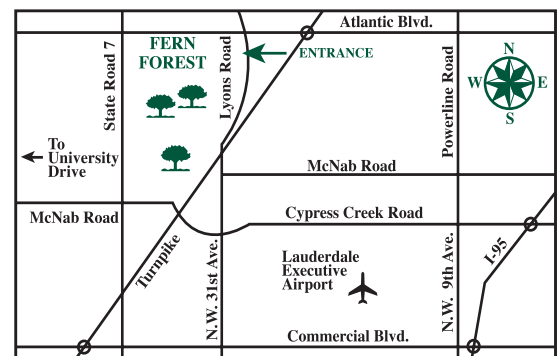 Atlantic Blvd.
FERN
FOREST
ENTRANCE
State Road 7
Lyons Road
Powerline Road
N
W
E
S
To
University
Drive
McNab Road
McNab Road
Cypress Creek Road
Turnpike
N.W. 31st Ave.
Lauderdale
Executive
Airport
N.W. 9th Ave.
I-95
Commercial Blvd.